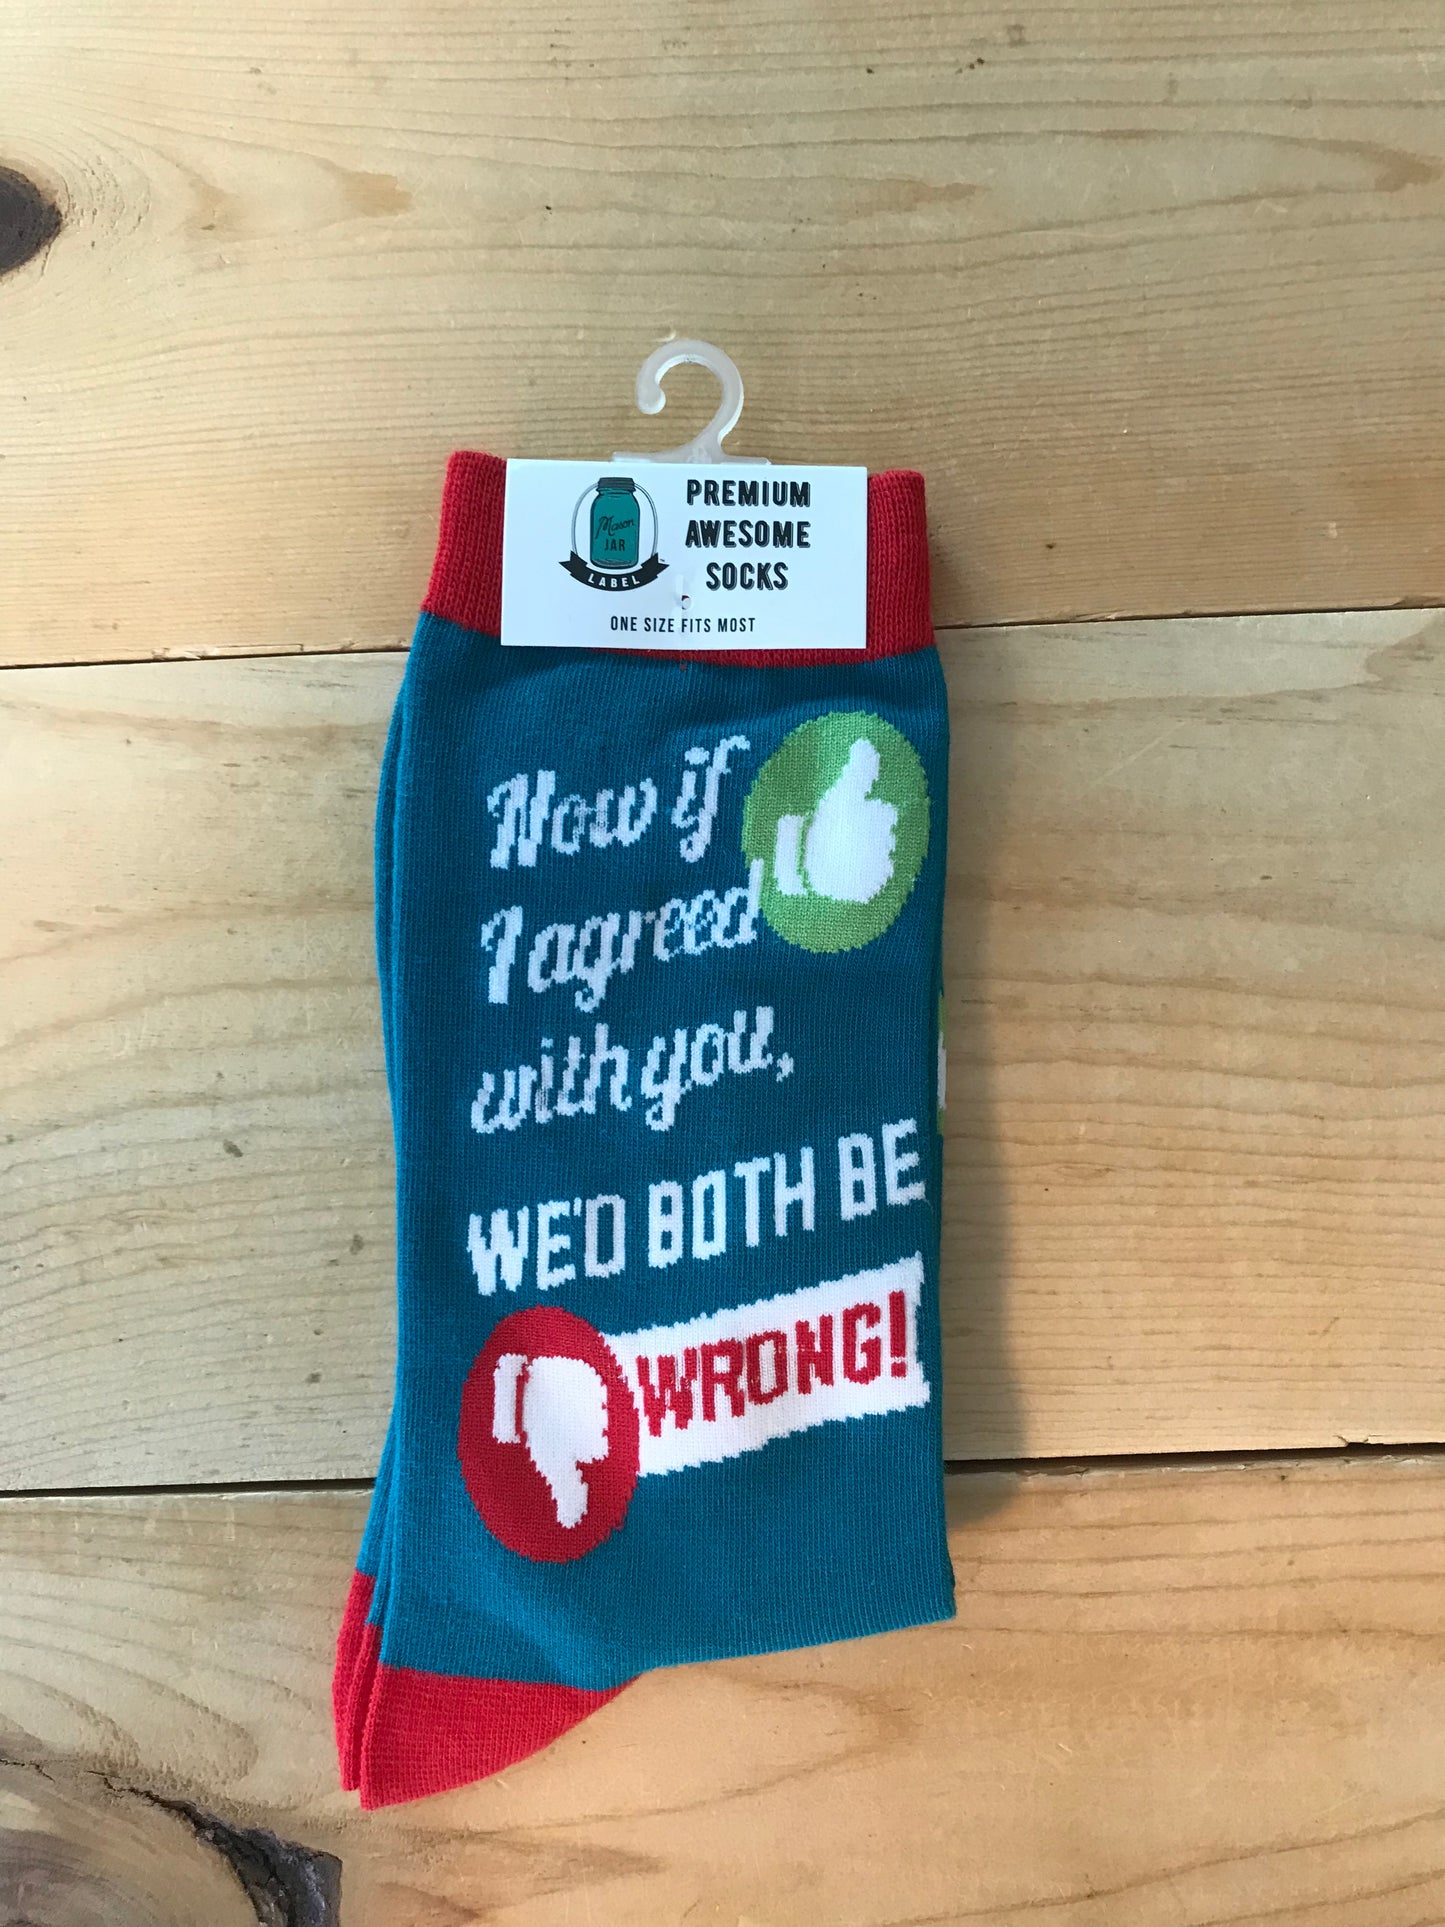 Mason
JAR
LABEL
PREMIUM
AWESOME
SOCKS
ONE SIZE FITS MOST
Now if
I agreed
with you,
WE'D BOTH BE
WRONG!